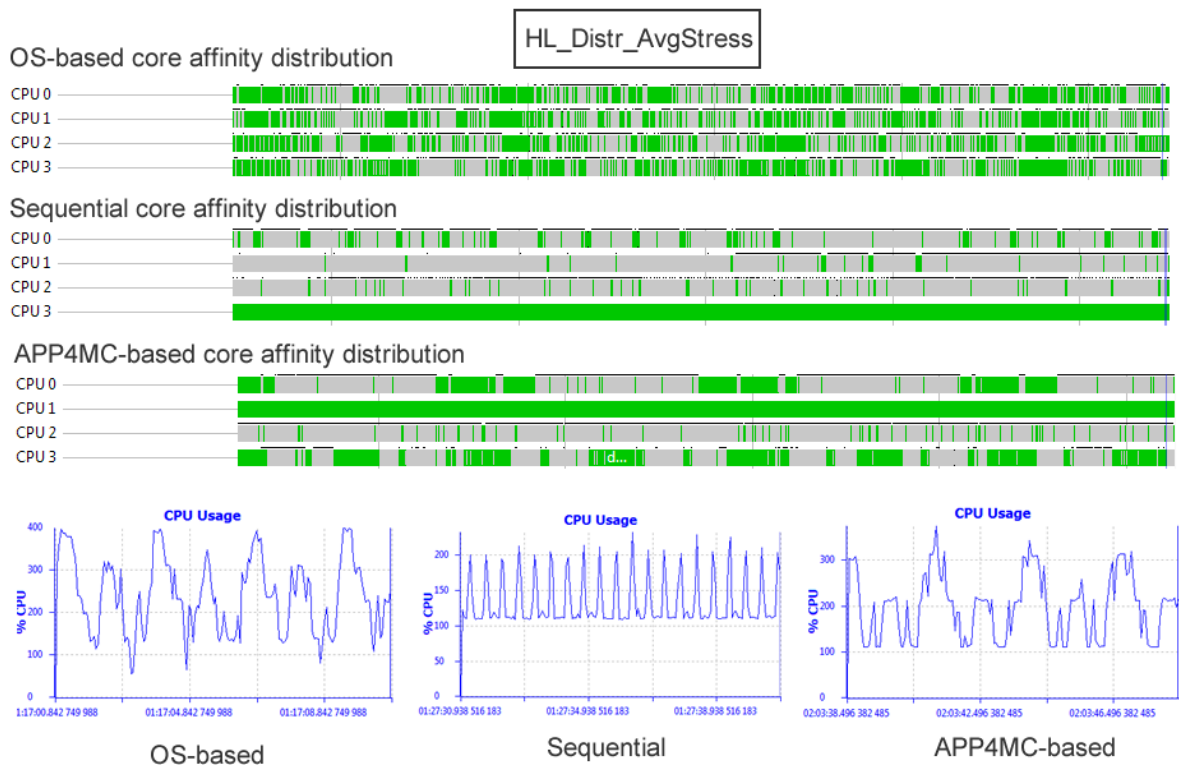 HL_Distr_AvgStress
OS-based core affinity distribution
CPU 0
CPU 1
CPU 2
CPU 3
Sequential core affinity distribution
CPU 0
CPU 1
CPU 2
CPU 3
APP4MC-based core affinity distribution
CPU 0
CPU 1
CPU 2
CPU 3
d...
CPU Usage
% CPU
400
300
200
100
0
1:17:00.842 749 988
01:17:04.842 749 988
01:17:08.842 749 988
OS-based
CPU Usage
% CPU
200
150
100
50
0
01:27:30.938 516 183
01:27:34.938 516 183
01:27:38.938 516 183
Sequential
CPU Usage
% CPU
300
200
100
0
02:03:38.496 382 485
02:03:42.496 382 485
02:03:46.496 382 485
APP4MC-based